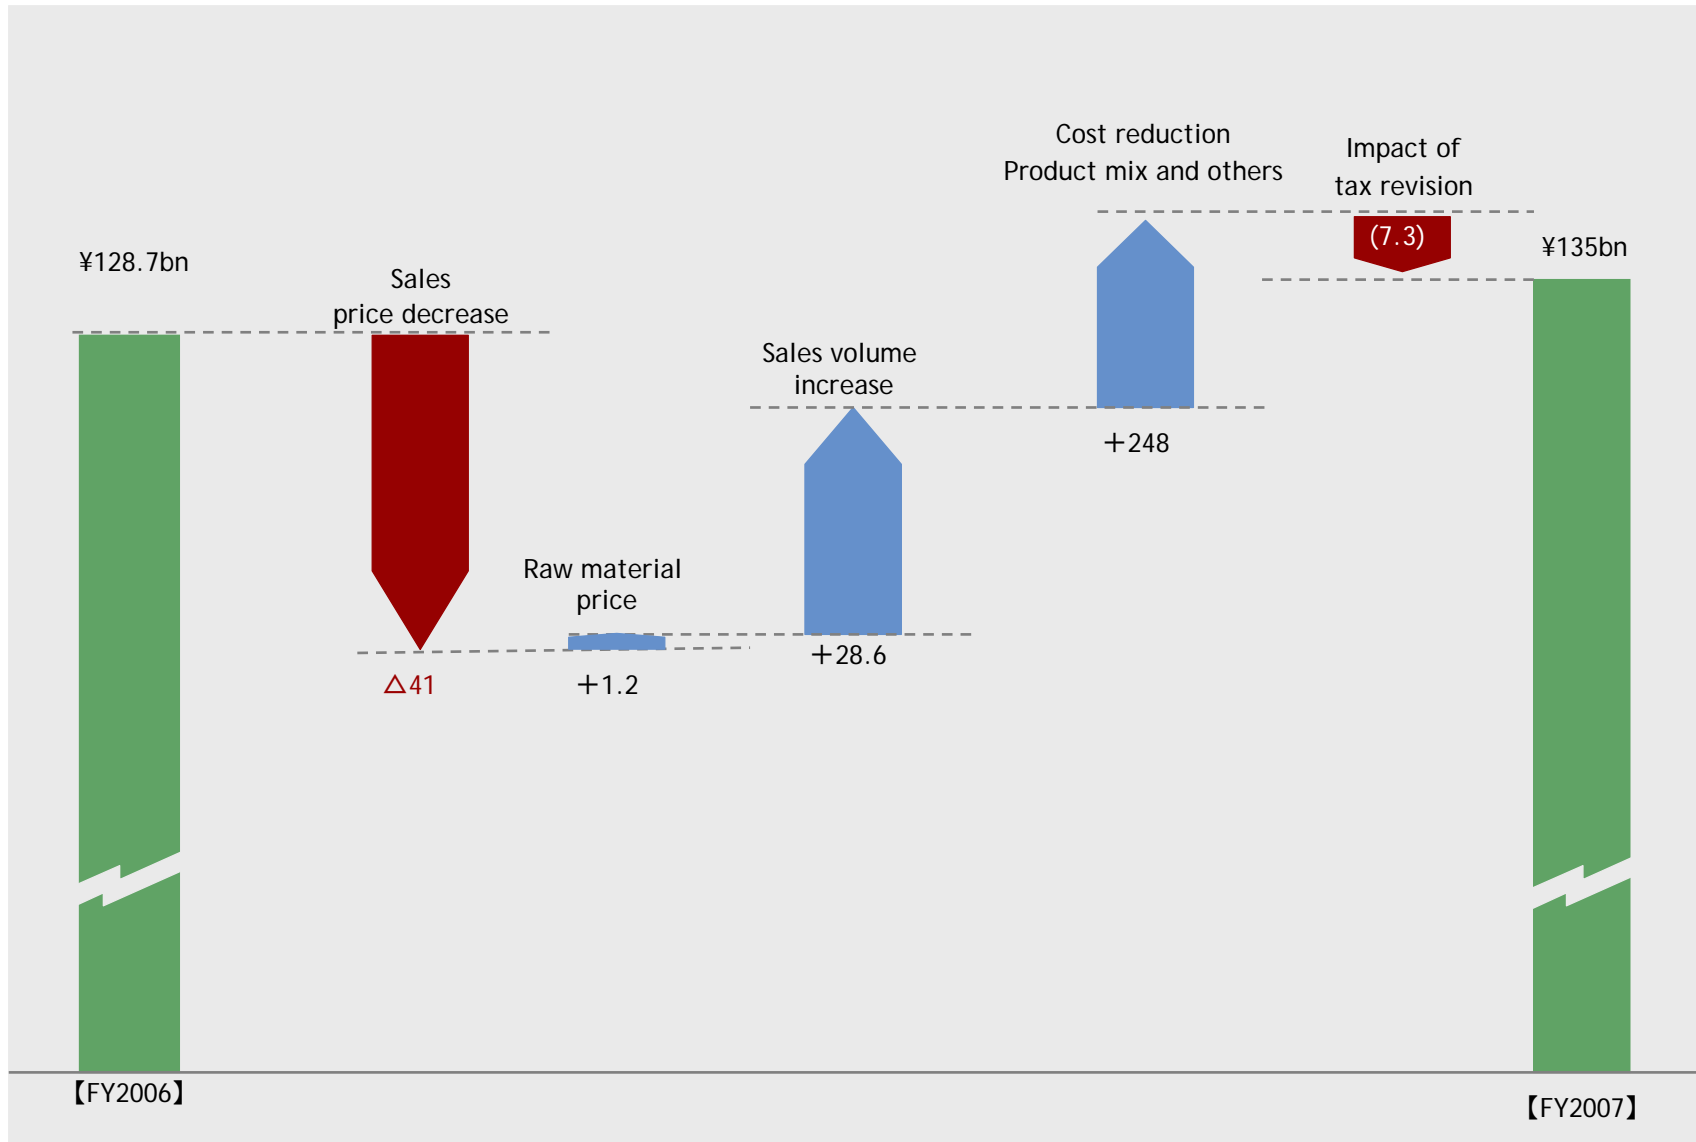 Cost reduction
Product mix and others
Impact of
tax revision
(7.3)
¥128.7bn
¥135bn
Sales
price decrease
Sales volume
increase
+248
Raw material
price
+28.6
△41
+1.2
【FY2006】
【FY2007】